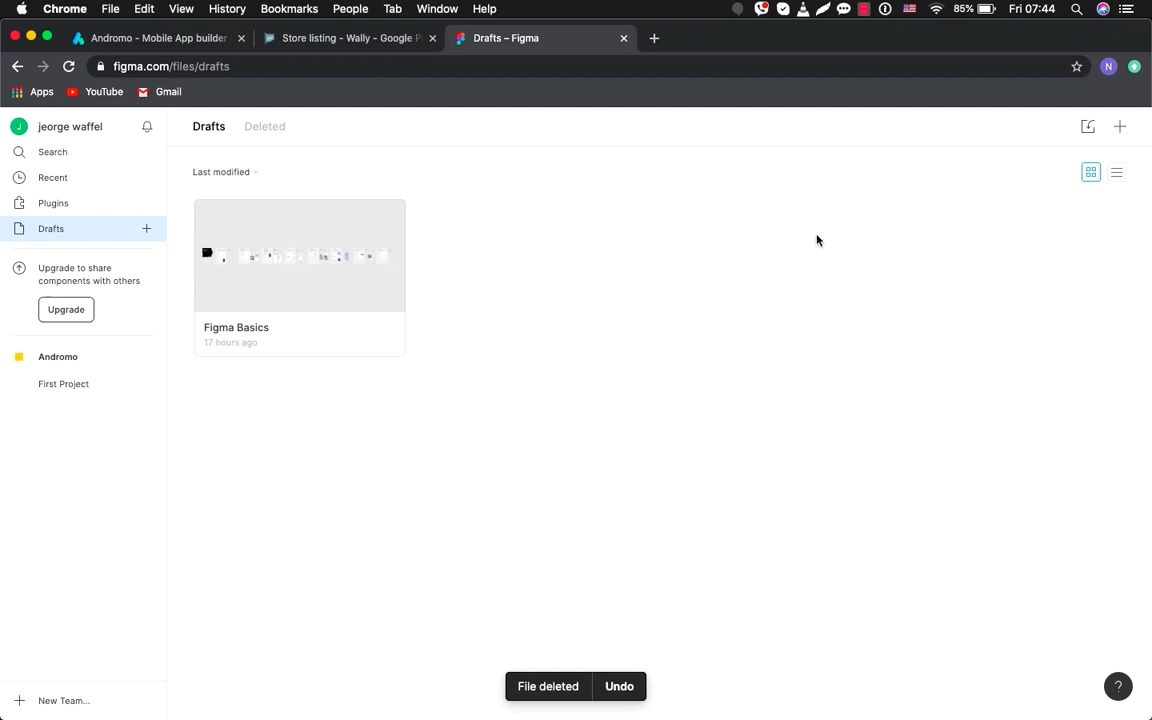 Chrome File Edit View History Bookmarks People Tab Window Help 85% Fri 07:44
Andromo - Mobile App builder
Store listing - Wally - Google P
Drafts – Figma
figma.com/files/drafts
N
Apps YouTube Gmail
J jeorge waffel
Search
Recent
Plugins
Drafts
Upgrade to share
components with others
Upgrade
Andromo
First Project
New Team...
Drafts Deleted
Last modified
Figma Basics
17 hours ago
File deleted Undo
?